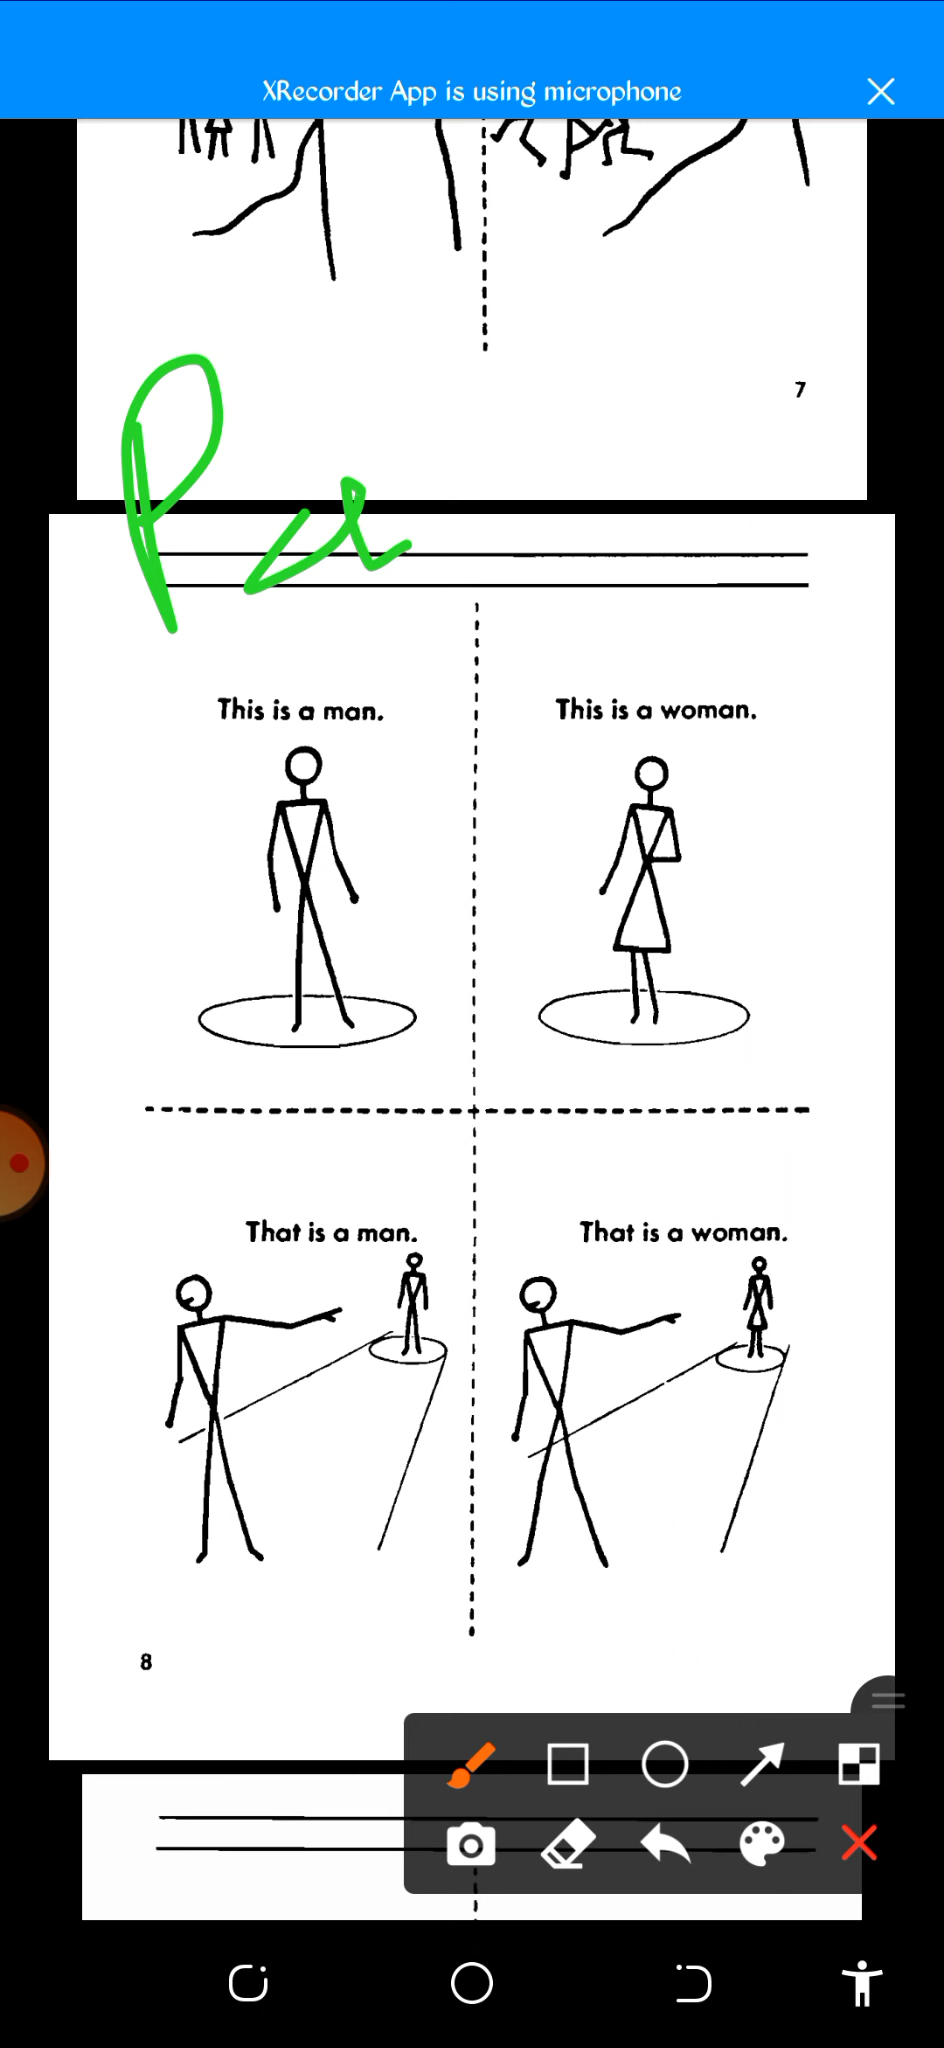 XRecorder App is using microphone
7
This is a man.
This is a woman.
That is a man.
That is a woman.
8